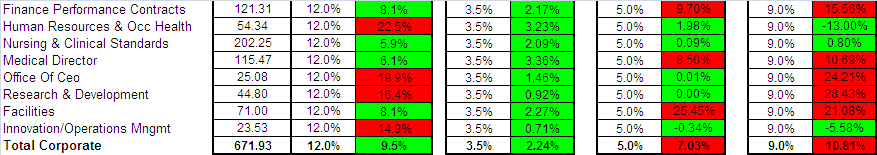 Finance Performance Contracts 121.31 12.0% 8.1% 3.5% 2.17% 5.0% 9.70% 9.0% 15.56%
Human Resources & Occ Health 54.34 12.0% 22.5% 3.5% 3.23% 5.0% 1.98% 9.0% -13.00%
Nursing & Clinical Standards 202.25 12.0% 5.9% 3.5% 2.09% 5.0% 0.09% 9.0% 0.80%
Medical Director 115.47 12.0% 6.1% 3.5% 3.36% 5.0% 8.50% 9.0% 10.69%
Office Of Ceo 25.08 12.0% 19.9% 3.5% 1.46% 5.0% 0.01% 9.0% 24.21%
Research & Development 44.80 12.0% 16.4% 3.5% 0.92% 5.0% 0.00% 9.0% 28.43%
Facilities 71.00 12.0% 8.1% 3.5% 2.27% 5.0% 25.45% 9.0% 21.08%
Innovation/Operations Mngmt 23.53 12.0% 14.9% 3.5% 0.71% 5.0% -0.34% 9.0% -5.58%
Total Corporate 671.93 12.0% 9.5% 3.5% 2.24% 5.0% 7.03% 9.0% 10.81%